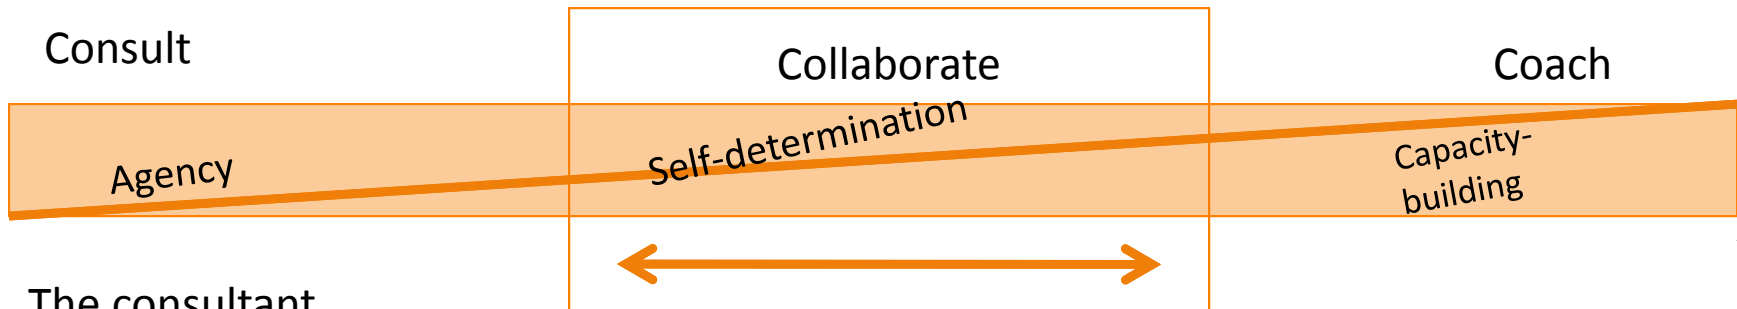 Consult
Collaborate
Coach
Agency
Self-determination
Capacity-
building
The consultant